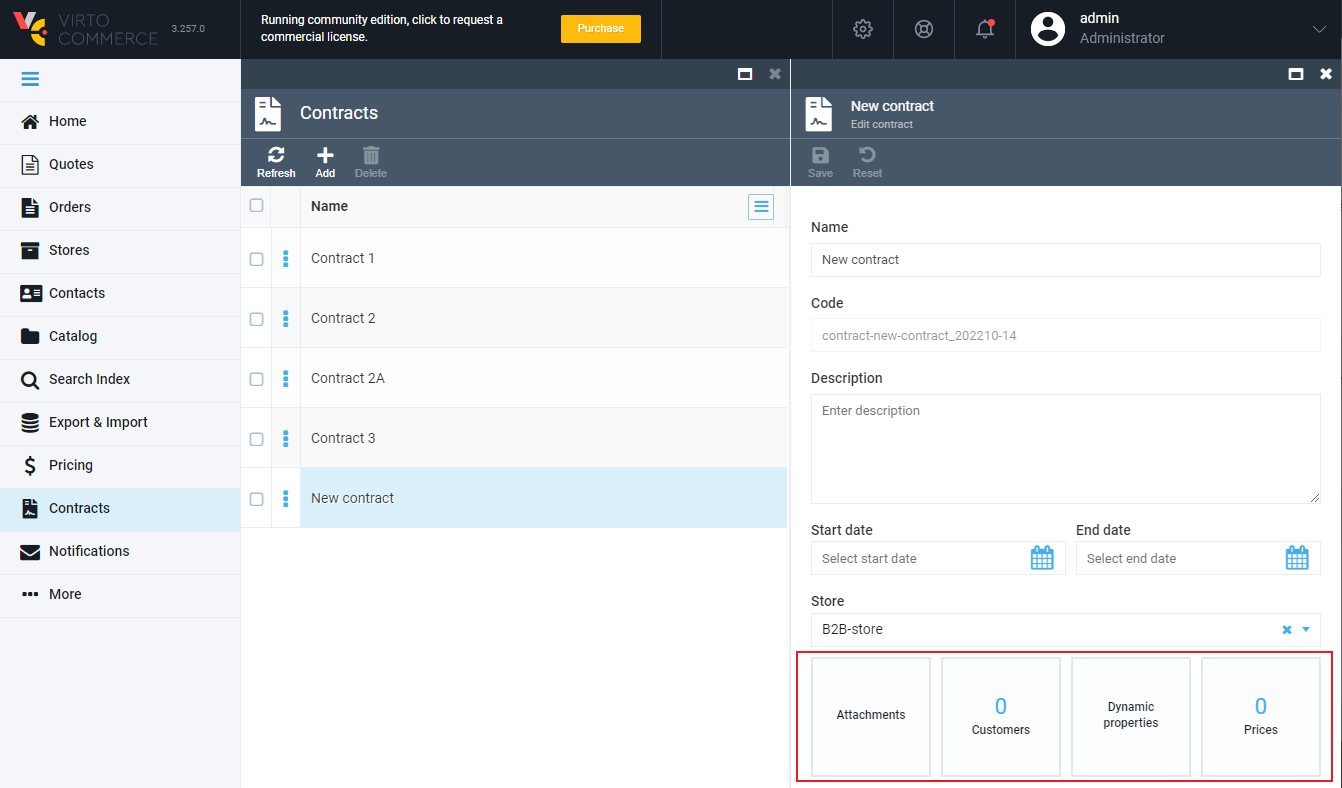 VIRTO
COMMERCE
3.257.0
Running community edition, click to request a
commercial license.
Purchase
admin
Administrator
Home
Quotes
Orders
Stores
Contacts
Catalog
Search Index
Export & Import
Pricing
Contracts
Notifications
More
Contracts
Refresh
Add
Delete
Name
Contract 1
Contract 2
Contract 2A
Contract 3
New contract
New contract
Edit contract
Save
Reset
Name
New contract
Code
contract-new-contract_202210-14
Description
Enter description
Start date
End date
Select start date
Select end date
Store
B2B-store
Attachments
0
Customers
Dynamic
properties
0
Prices